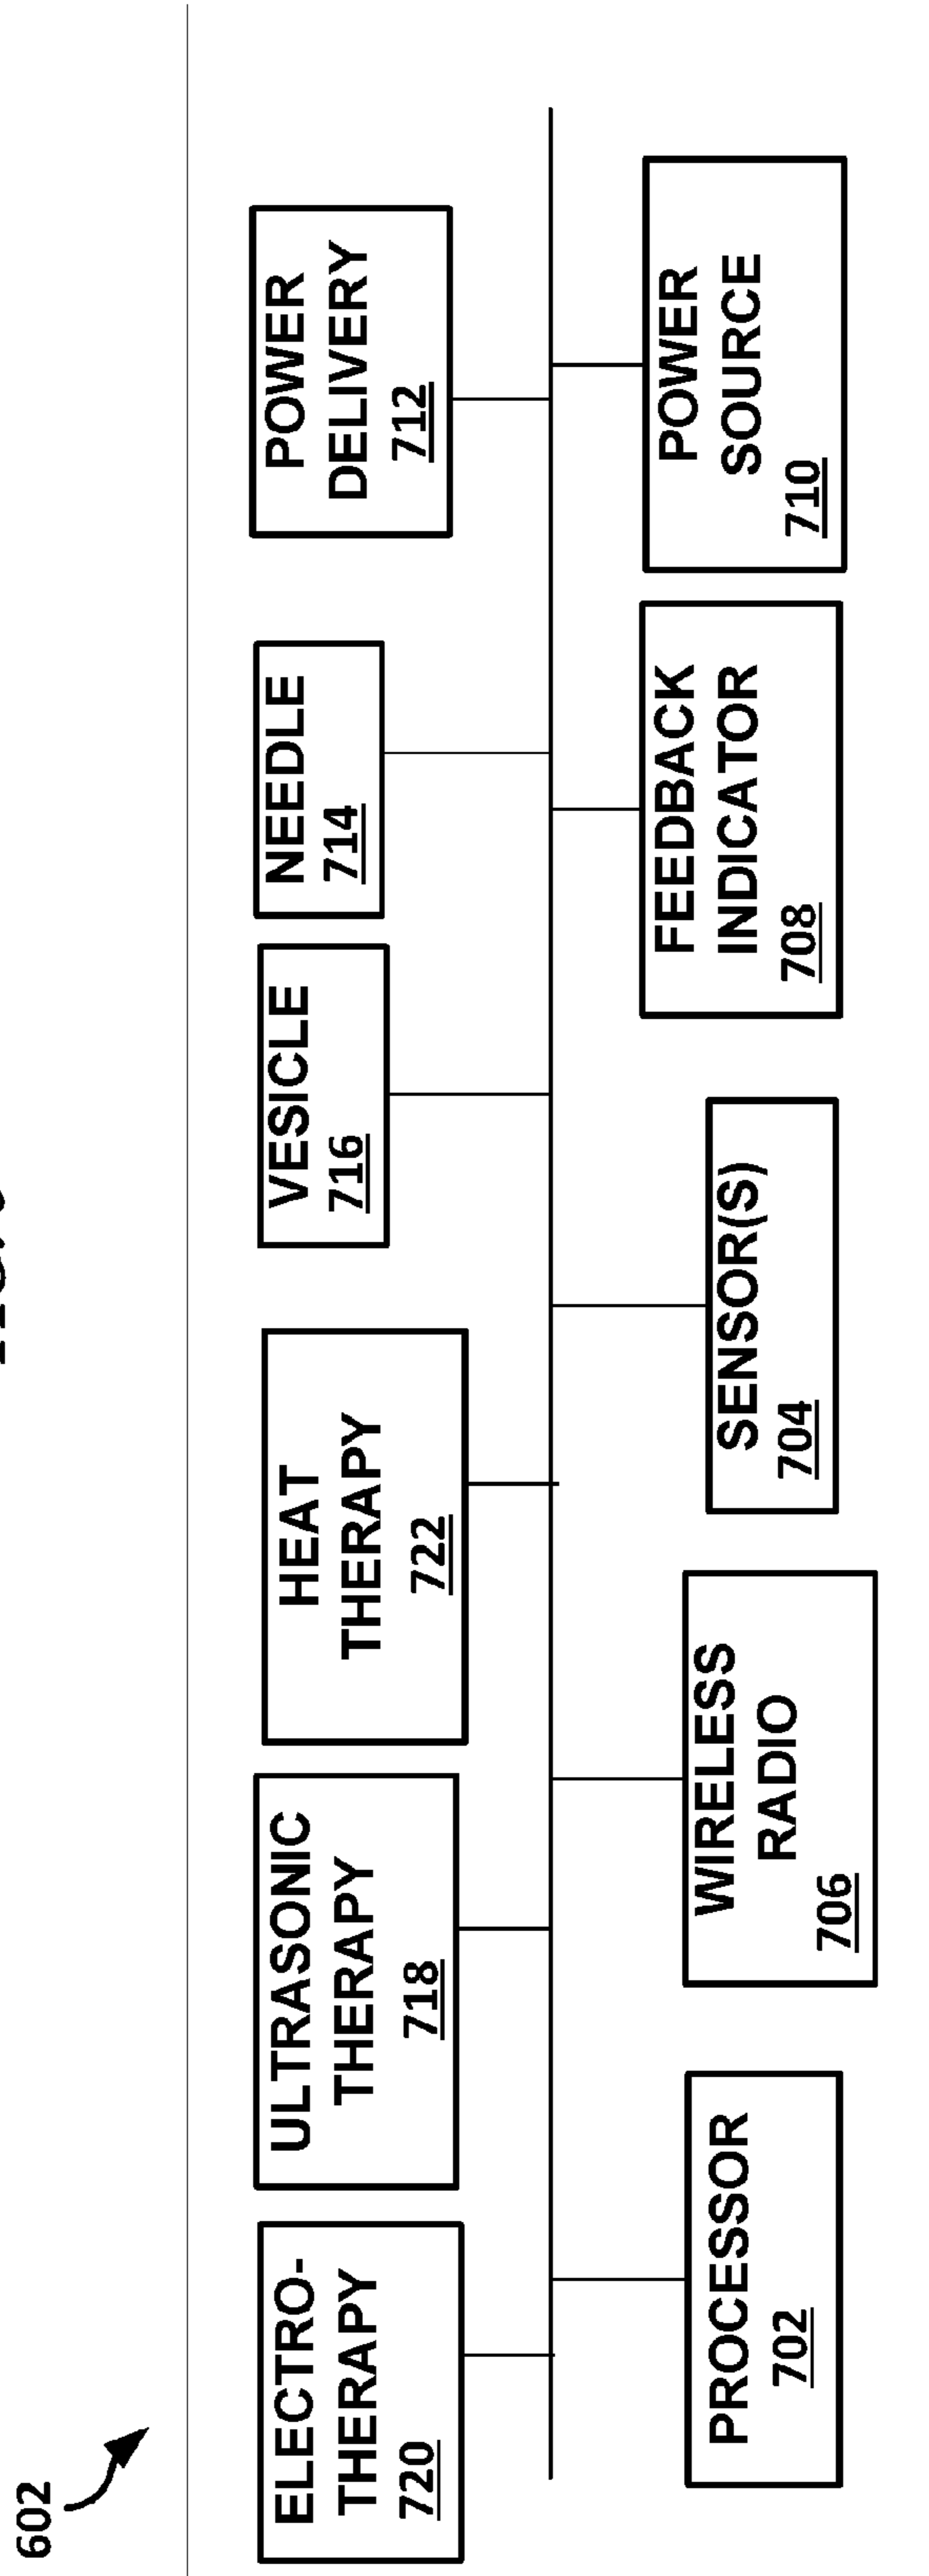 602
ELECTRO-
THERAPY
720
ULTRASONIC
THERAPY
718
HEAT
THERAPY
722
VESICLE
716
NEEDLE
714
POWER
DELIVERY
712
PROCESSOR
702
WIRELESS
RADIO
706
SENSOR(S)
704
FEEDBACK
INDICATOR
708
POWER
SOURCE
710